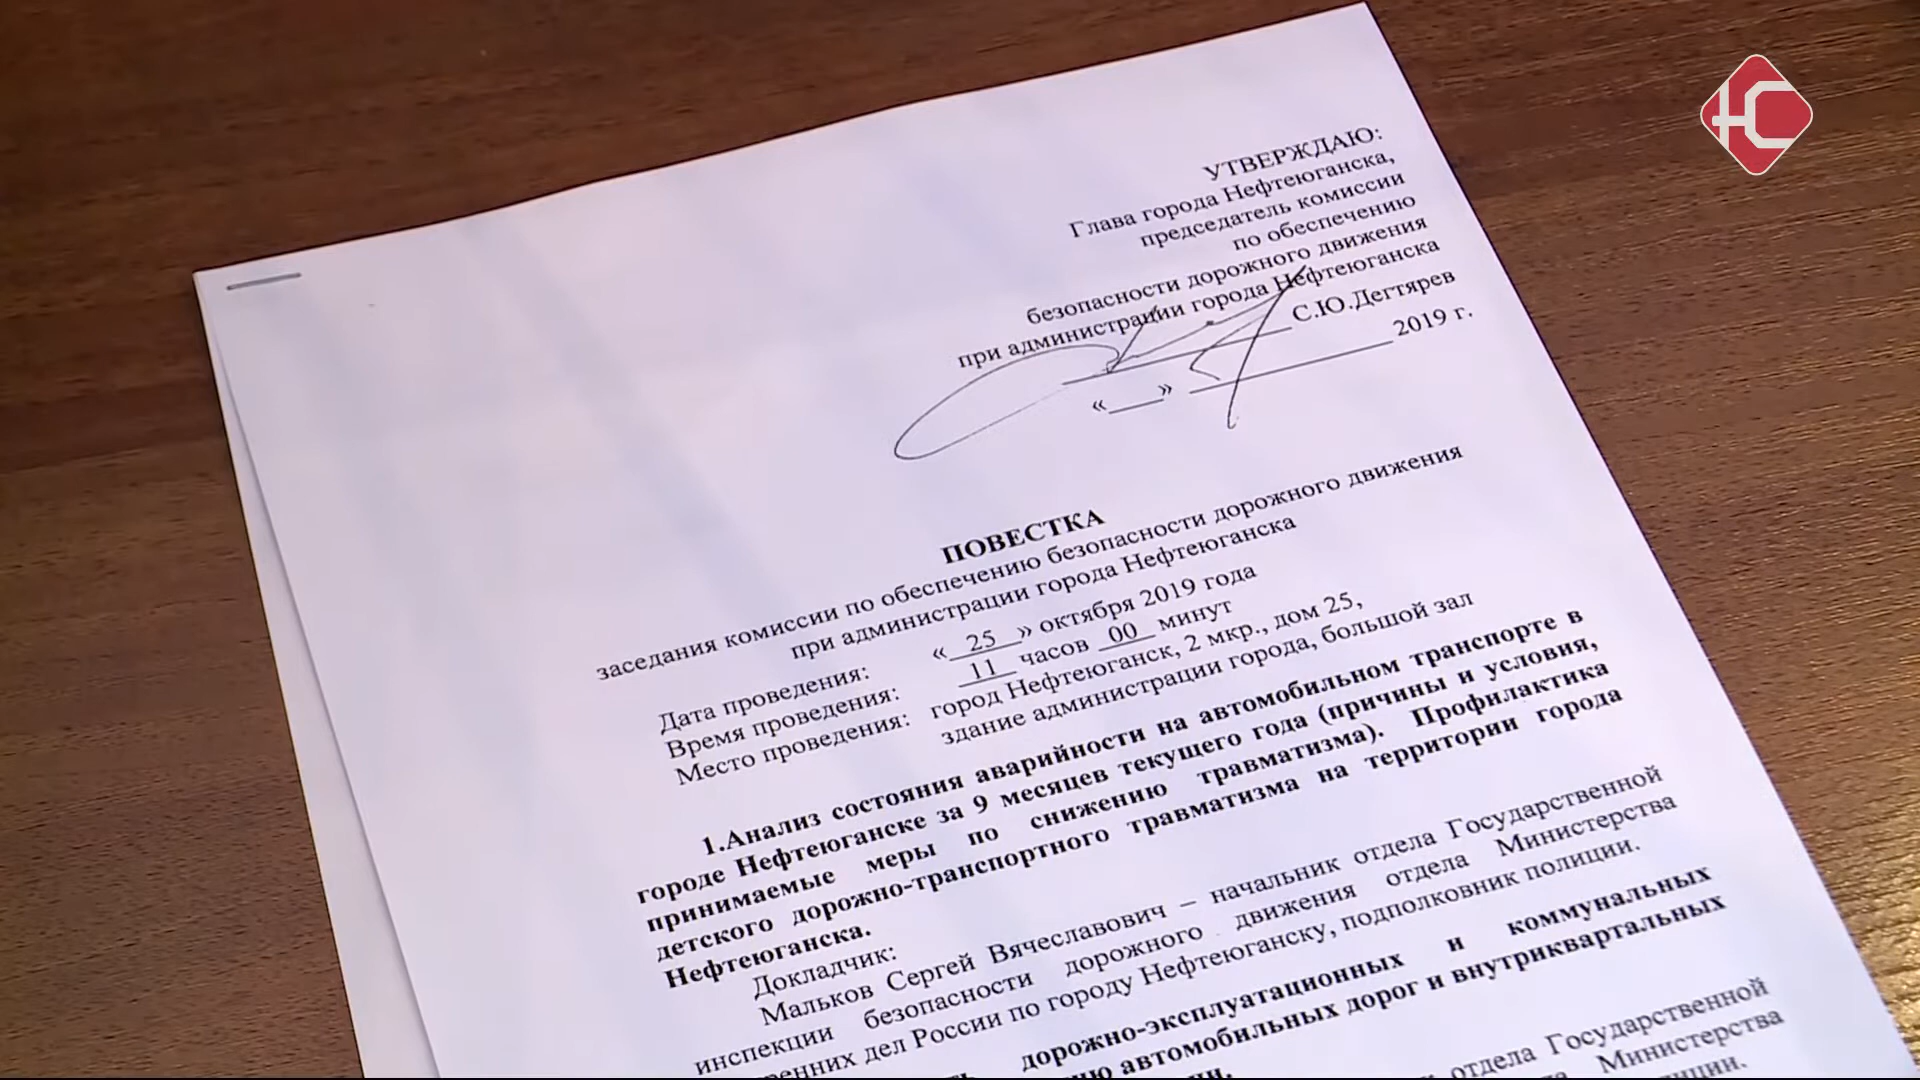 УТВЕРЖДАЮ:
Глава города Нефтеюганска,
председатель комиссии
по обеспечению
безопасности дорожного движения
при администрации города Нефтеюганска
С.Ю.Дегтярев
«___» ____________ 2019 г.
ПОВЕСТКА
заседания комиссии по обеспечению безопасности дорожного движения
при администрации города Нефтеюганска
Дата проведения: «_25_» октября 2019 года
Время проведения: _11_ часов _00_ минут
Место проведения: город Нефтеюганск, 2 мкр., дом 25,
здание администрации города, большой зал
1.Анализ состояния аварийности на автомобильном транспорте в
городе Нефтеюганске за 9 месяцев текущего года (причины и условия,
принимаемые меры по снижению травматизма). Профилактика
детского дорожно-транспортного травматизма на территории города
Нефтеюганска.
Докладчик:
Мальков Сергей Вячеславович – начальник отдела Государственной
инспекции безопасности дорожного движения отдела Министерства
дел России по городу Нефтеюганску, подполковник полиции.
дорожно-эксплуатационных и коммунальных
автомобильных дорог и внутриквартальных
отдела Государственной
Министерства
ЮС